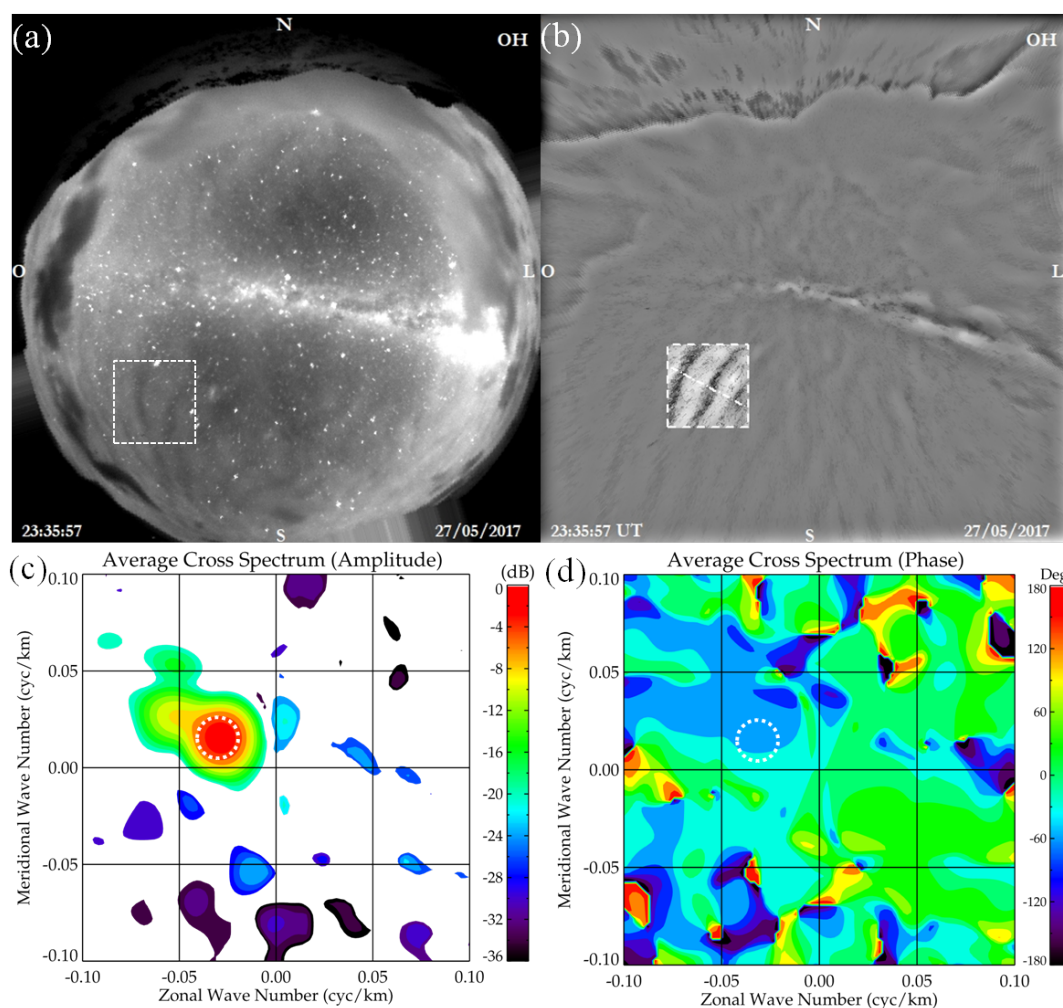 (a)
N
OH
O
L
23:35:57
S
27/05/2017
(b)
N
OH
O
L
23:35:57 UT
S
27/05/2017
(c)
Average Cross Spectrum (Amplitude)
(dB)
Meridional Wave Number (cyc/km)
0.10
0.05
0.00
-0.05
-0.10
-0.10
-0.05
0.00
0.05
0.10
Zonal Wave Number (cyc/km)
0
-4
-8
-12
-16
-20
-24
-28
-32
-36
(d)
Average Cross Spectrum (Phase)
Deg
Meridional Wave Number (cyc/km)
0.10
0.05
0.00
-0.05
-0.10
-0.10
-0.05
0.00
0.05
0.10
Zonal Wave Number (cyc/km)
180
120
60
0
-60
-120
-180